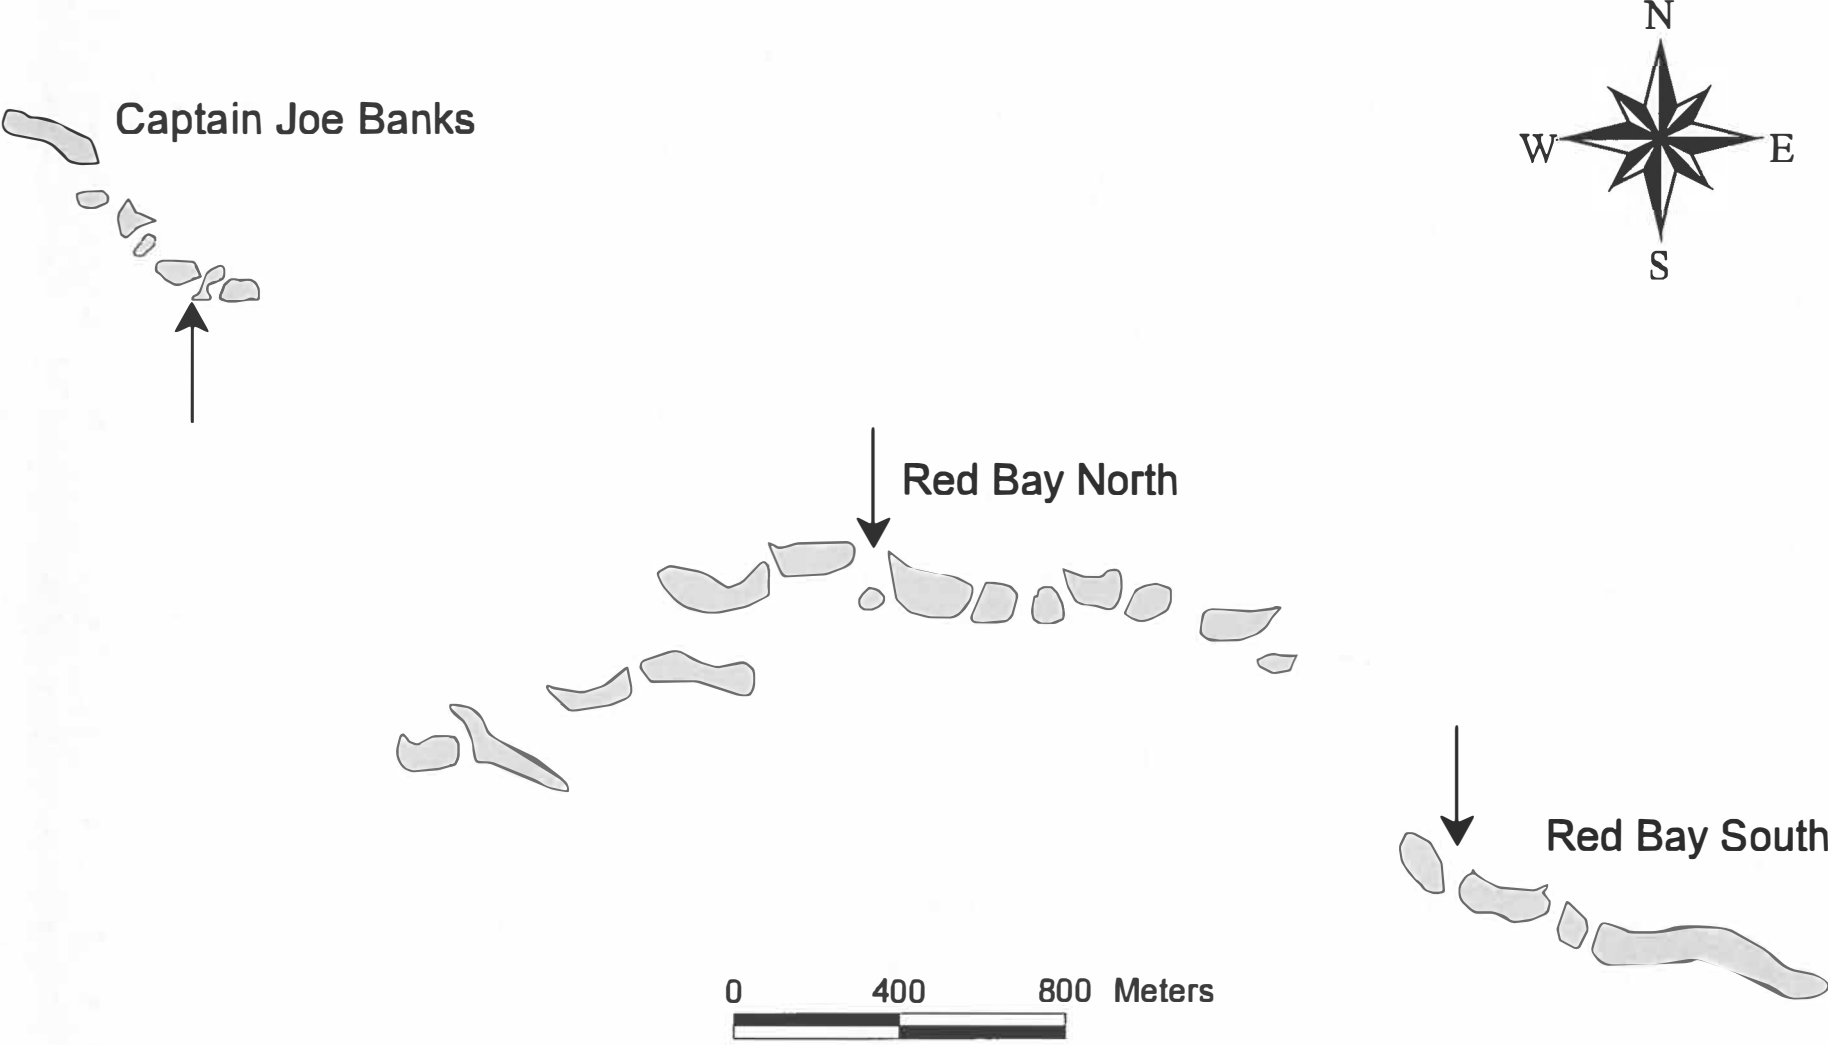 N
Captain Joe Banks
W E
S
Red Bay North
Red Bay South
0 400 800 Meters